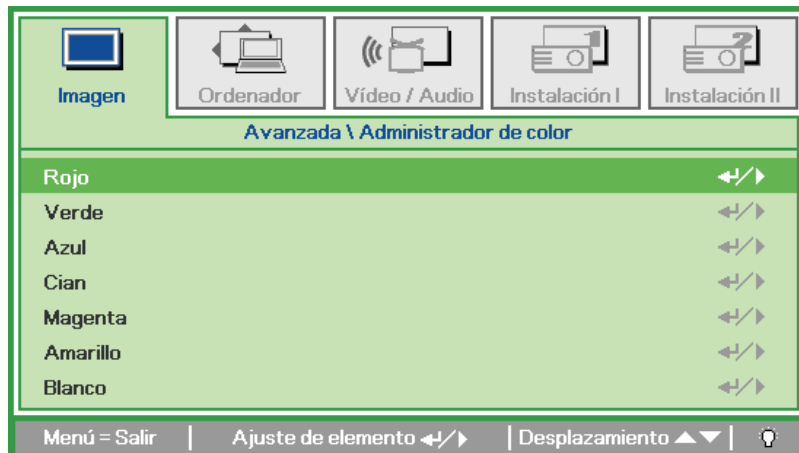 Imagen Ordenador Vídeo / Audio Instalación I Instalación II
Avanzada \ Administrador de color
Rojo
Verde
Azul
Cian
Magenta
Amarillo
Blanco
Menú = Salir | Ajuste de elemento | Desplazamiento |